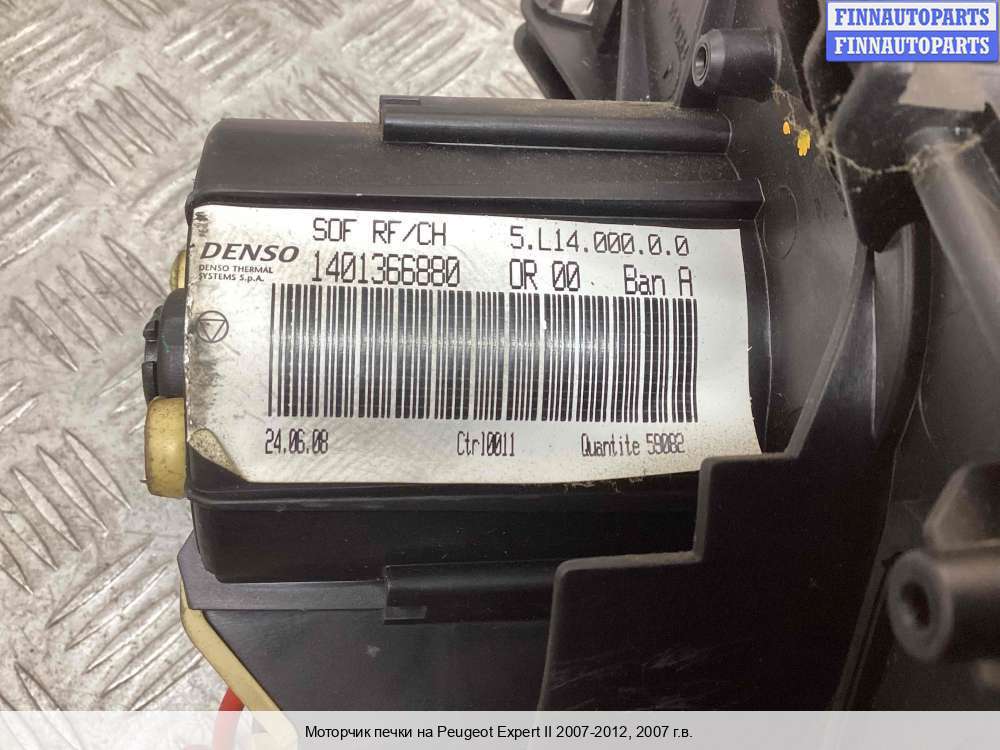 FINNAUTOPARTS
FINNAUTOPARTS
SOF RF/CH 5.L14.000.0.0
DENSO
DENSO THERMAL
SYSTEMS S.p.A.
1401366880 OR 00 Ban A
24.06.08 Ctrl0011 Quantite 59082
Моторчик печки на Peugeot Expert II 2007-2012, 2007 г.в.